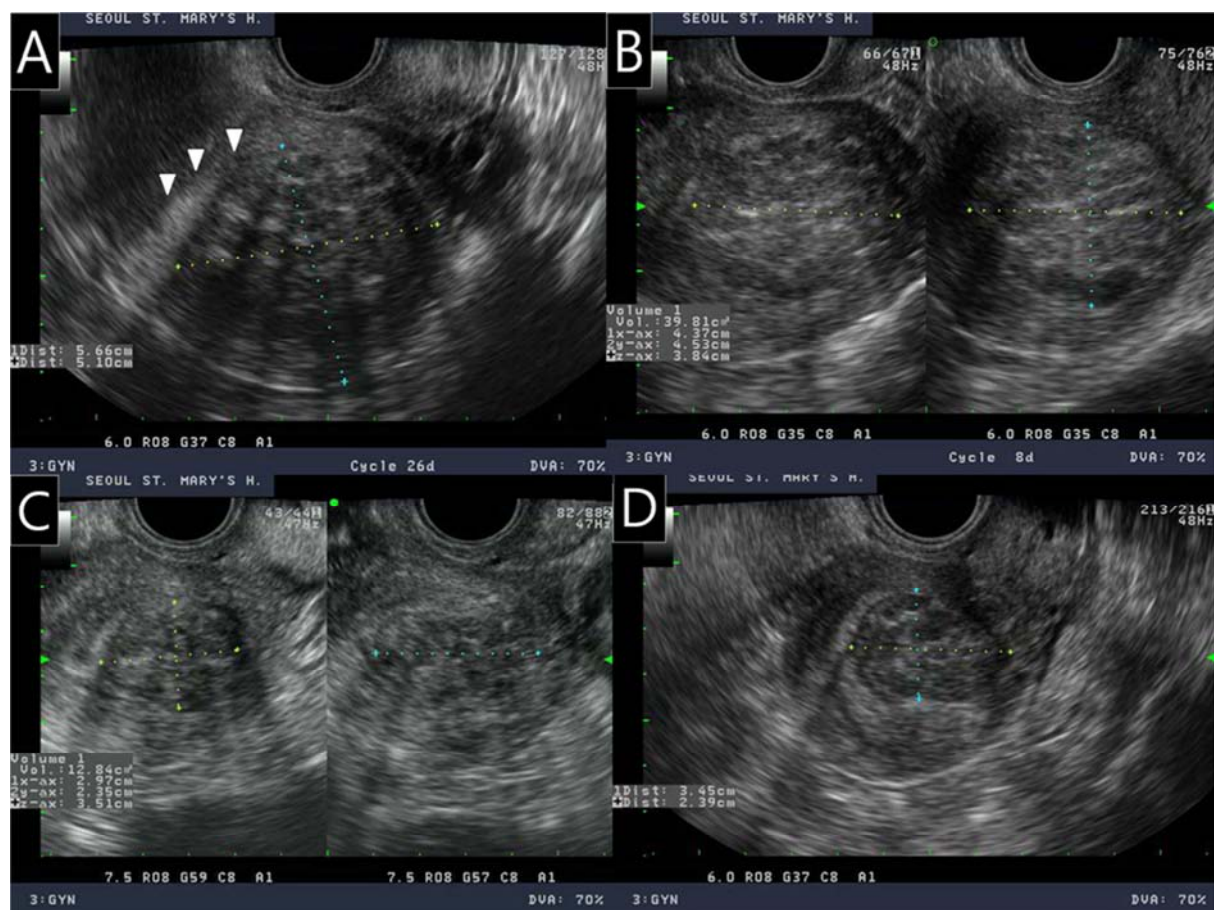 SEOUL ST. MARY'S H.
A
127/128
48H
1Dist: 5.66cm
Dist: 5.10cm
6.0 R08 G37 C8 A1
3:GYN Cycle 26d DVA: 70%
SEOUL ST. MARY'S H.
B
66/67 1
48Hz
75/76 2
48Hz
Volume 1
Vol.:39.81cm³
1x-ax: 4.37cm
2y-ax: 4.53cm
z-ax: 3.84cm
6.0 R08 G35 C8 A1
6.0 R08 G35 C8 A1
3:GYN Cycle 8d DVA: 70%
SEOUL ST. MARY'S H.
C
43/44
47Hz
82/88 2
47Hz
Volume 1
Vol.:12.84cm³
1x-ax: 2.97cm
2y-ax: 2.35cm
z-ax: 3.51cm
7.5 R08 G59 C8 A1
7.5 R08 G57 C8 A1
3:GYN DVA: 70%
SEOUL ST. MARY'S H.
D
213/216
48Hz
1Dist: 3.45cm
Dist: 2.39cm
6.0 R08 G37 C8 A1
3:GYN DVA: 70%